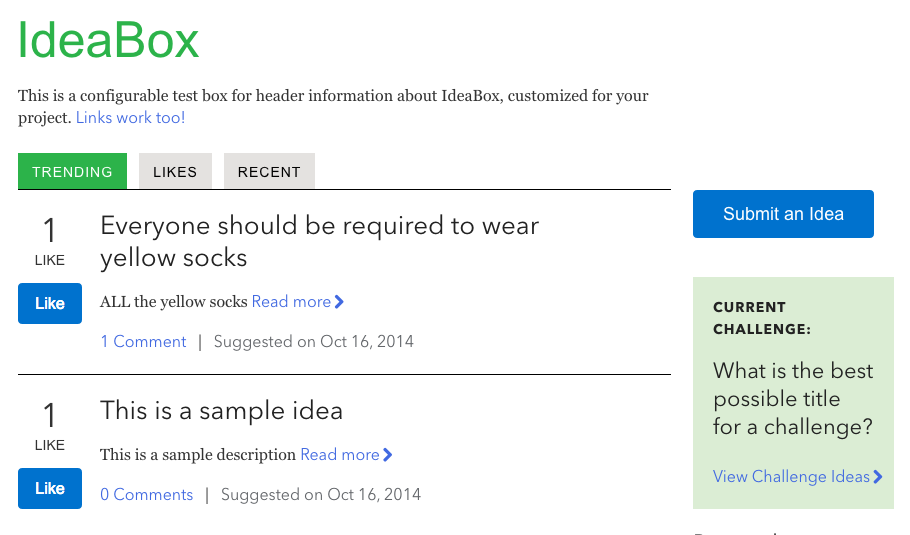 IdeaBox
This is a configurable test box for header information about IdeaBox, customized for your
project. Links work too!
TRENDING
LIKES
RECENT
1
LIKE
Like
Everyone should be required to wear
yellow socks
ALL the yellow socks Read more
1 Comment | Suggested on Oct 16, 2014
1
LIKE
Like
This is a sample idea
This is a sample description Read more
0 Comments | Suggested on Oct 16, 2014
Submit an Idea
CURRENT
CHALLENGE:
What is the best
possible title
for a challenge?
View Challenge Ideas